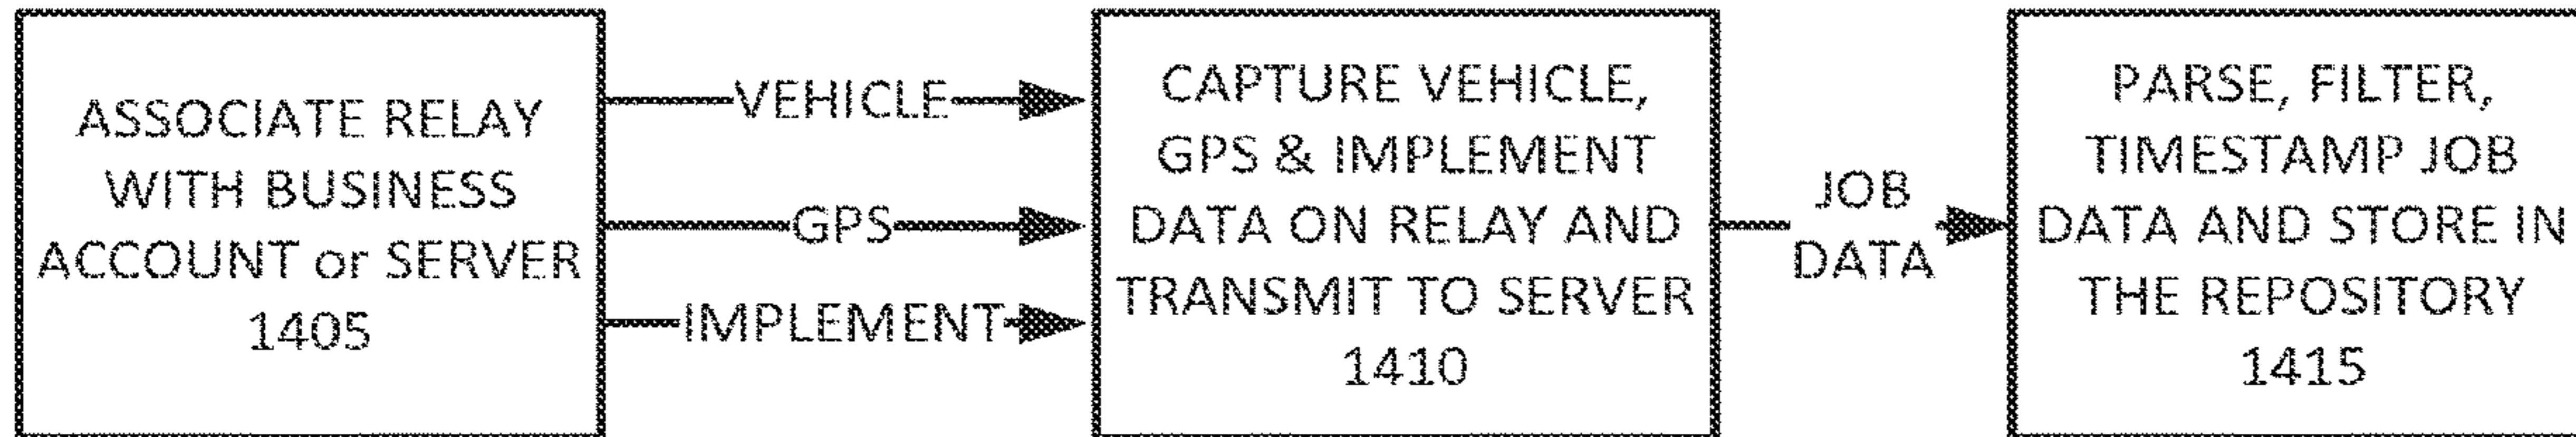 ASSOCIATE RELAY
WITH BUSINESS
ACCOUNT or SERVER
1405
VEHICLE
GPS
IMPLEMENT
CAPTURE VEHICLE,
GPS & IMPLEMENT
DATA ON RELAY AND
TRANSMIT TO SERVER
1410
JOB
DATA
PARSE, FILTER,
TIMESTAMP JOB
DATA AND STORE IN
THE REPOSITORY
1415